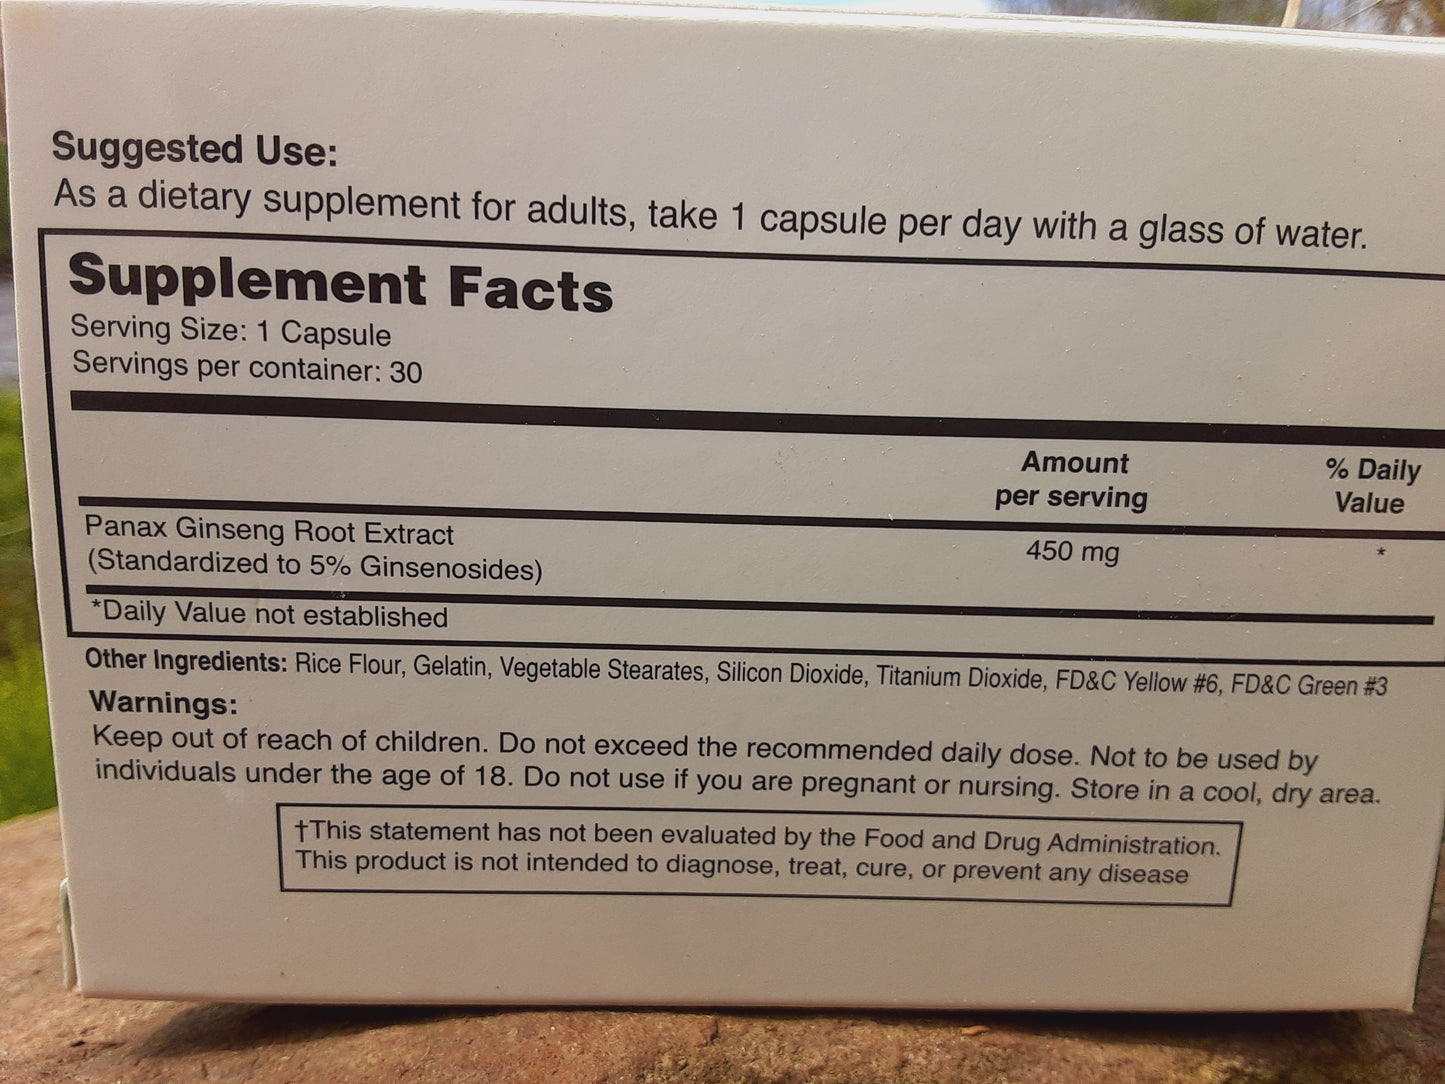 Suggested Use:
As a dietary supplement for adults, take 1 capsule per day with a glass of water.
Supplement Facts
Serving Size: 1 Capsule
Servings per container: 30
Amount
per serving
% Daily
Value
Panax Ginseng Root Extract
(Standardized to 5% Ginsenosides)
450 mg
*
*Daily Value not established
Other Ingredients: Rice Flour, Gelatin, Vegetable Stearates, Silicon Dioxide, Titanium Dioxide, FD&C Yellow #6, FD&C Green #3
Warnings:
Keep out of reach of children. Do not exceed the recommended daily dose. Not to be used by
individuals under the age of 18. Do not use if you are pregnant or nursing. Store in a cool, dry area.
†This statement has not been evaluated by the Food and Drug Administration.
This product is not intended to diagnose, treat, cure, or prevent any disease